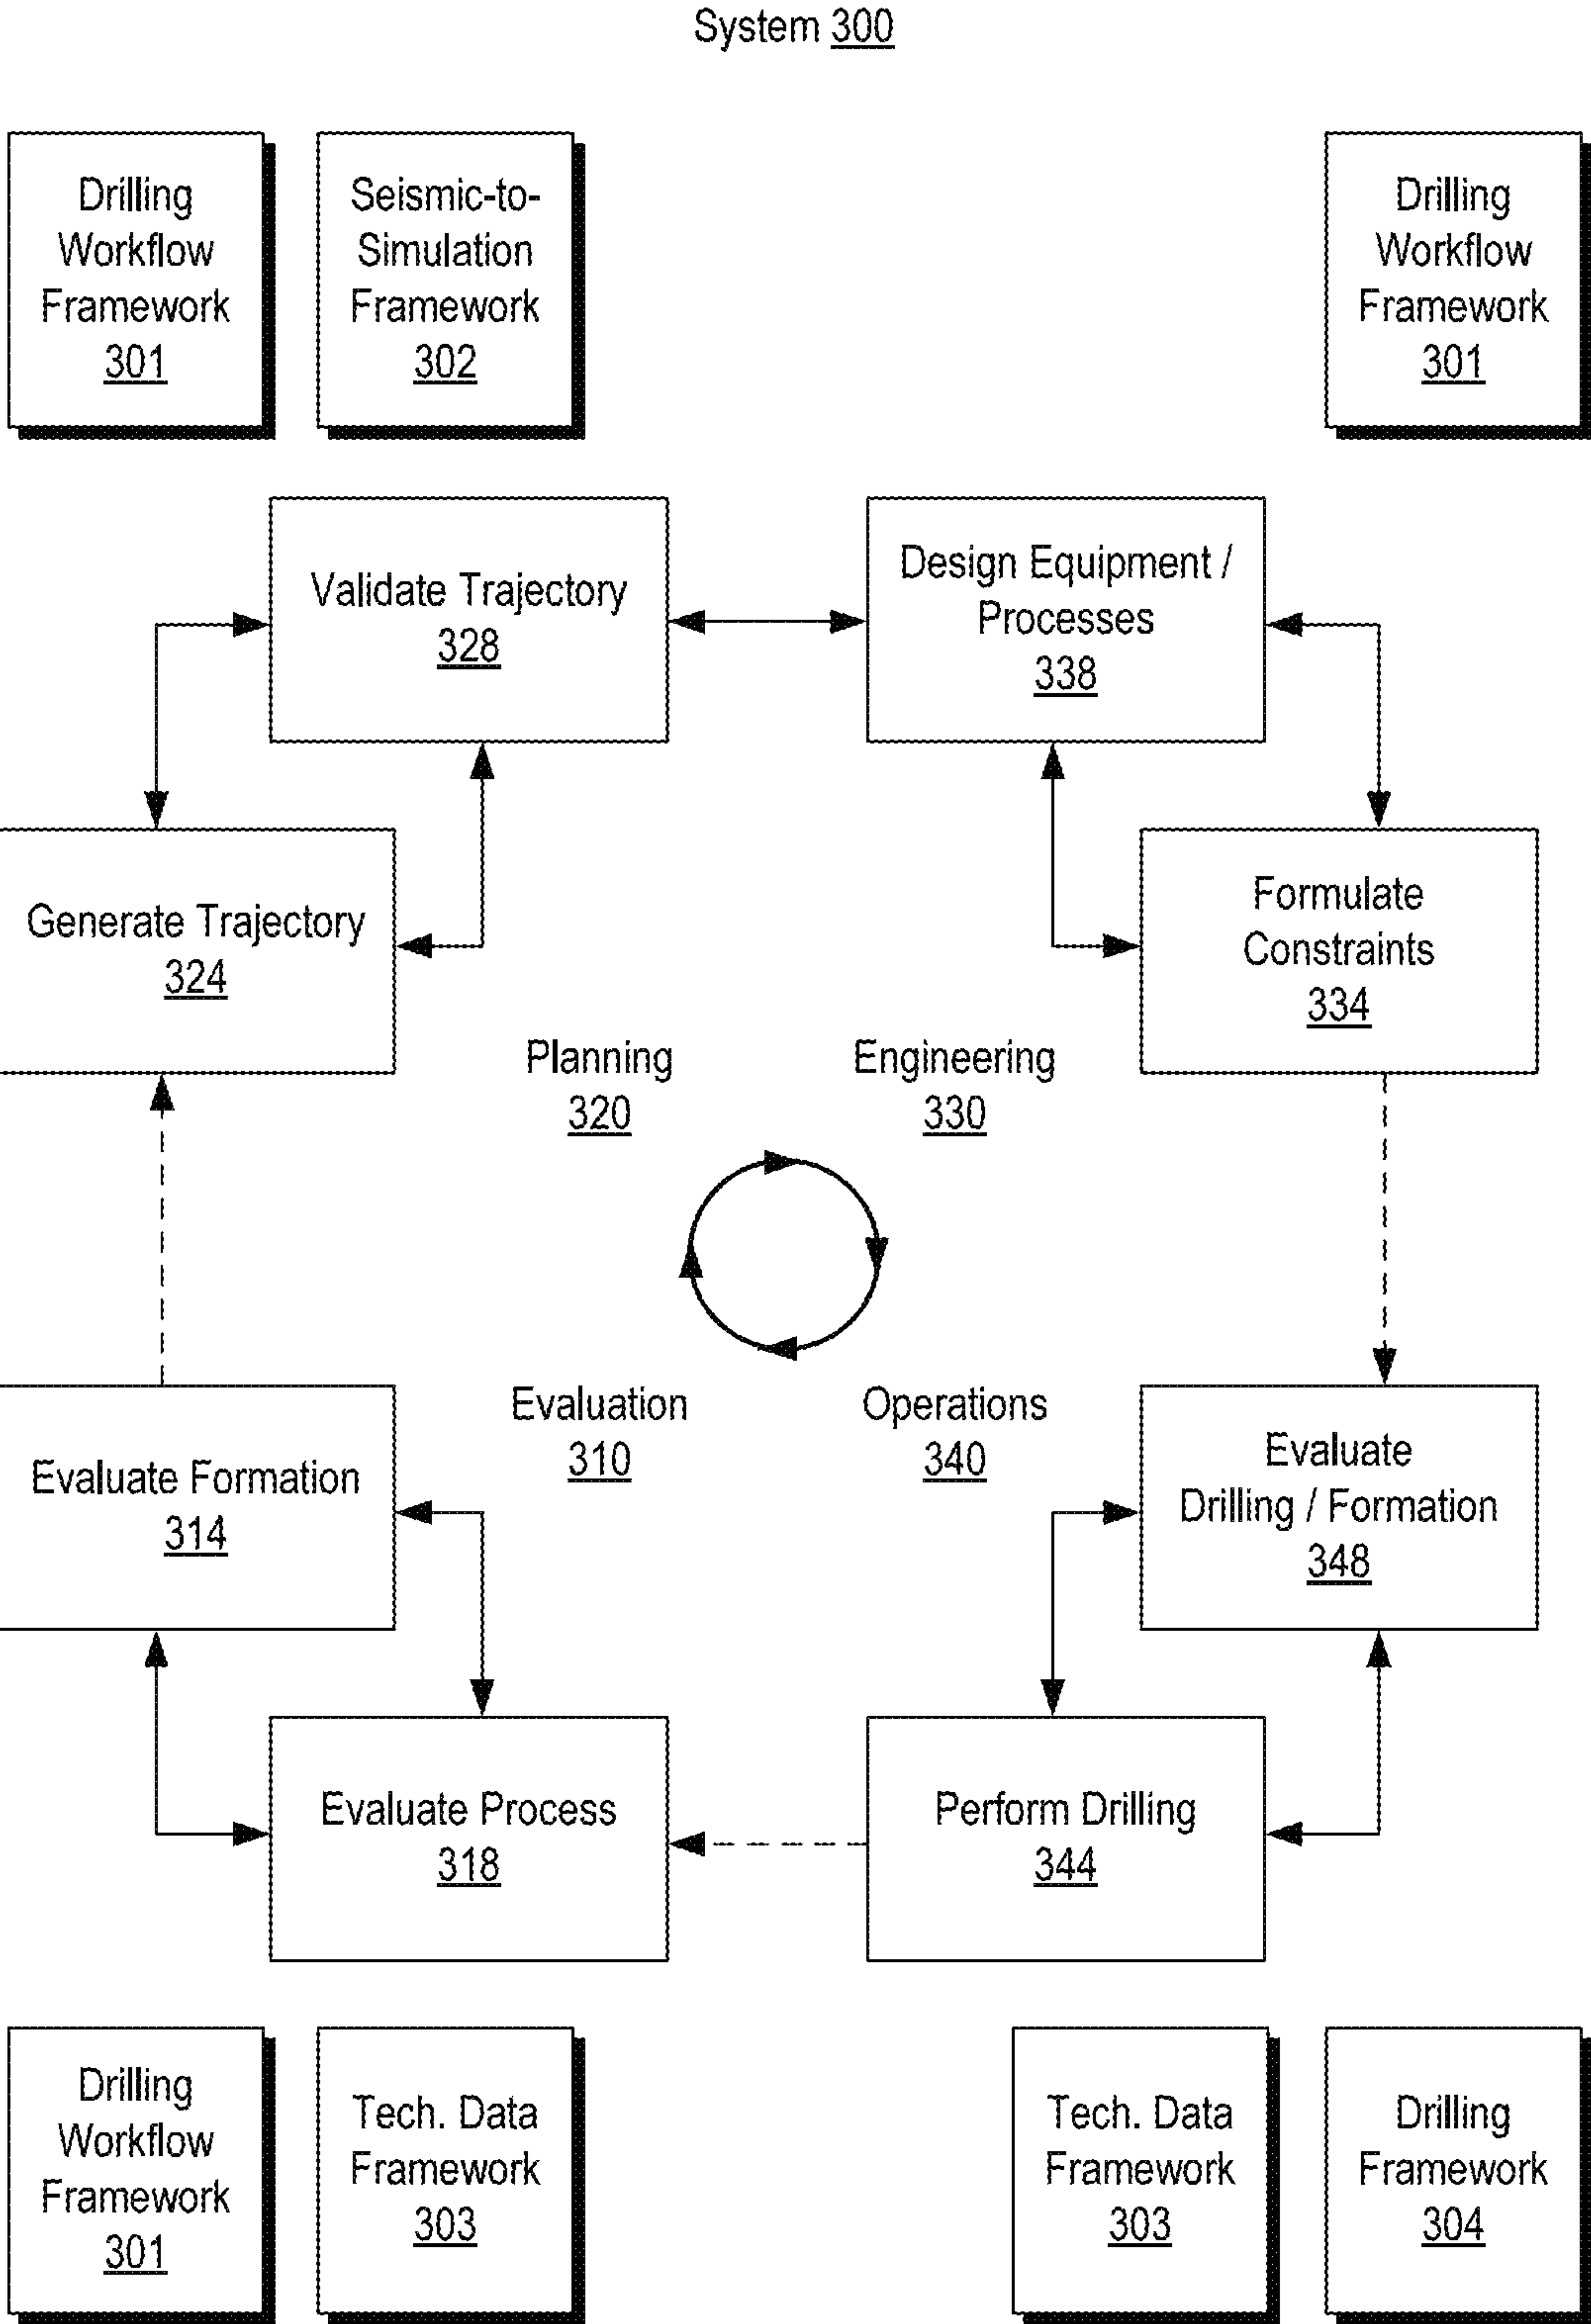 System 300
Drilling
Workflow
Framework
301
Seismic-to-
Simulation
Framework
302
Drilling
Workflow
Framework
301
Validate Trajectory
328
Design Equipment /
Processes
338
Generate Trajectory
324
Formulate
Constraints
334
Planning
320
Engineering
330
Evaluation
310
Operations
340
Evaluate Formation
314
Evaluate
Drilling / Formation
348
Evaluate Process
318
Perform Drilling
344
Drilling
Workflow
Framework
301
Tech. Data
Framework
303
Tech. Data
Framework
303
Drilling
Framework
304